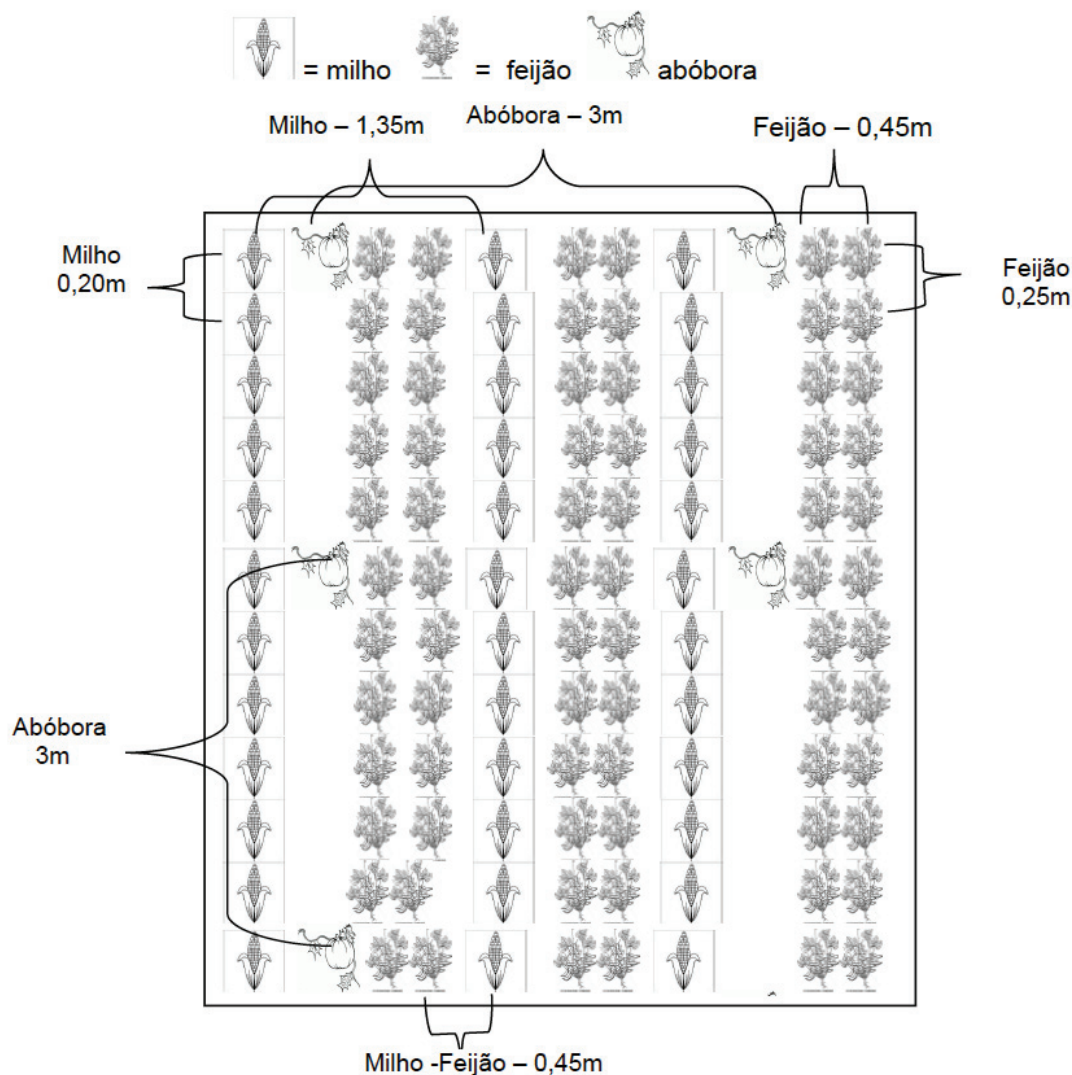 = milho = feijão abóbora
Milho – 1,35m
Abóbora – 3m
Feijão – 0,45m
Milho
0,20m
Feijão
0,25m
Abóbora
3m
Milho -Feijão – 0,45m